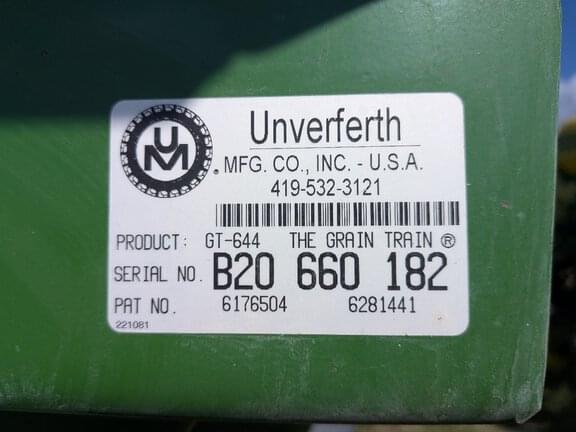 UM
Unverferth
MFG. CO., INC. - U.S.A.
419-532-3121
PRODUCT: GT-644 THE GRAIN TRAIN ®
SERIAL NO. B20 660 182
PAT NO. 6176504 6281441
221081